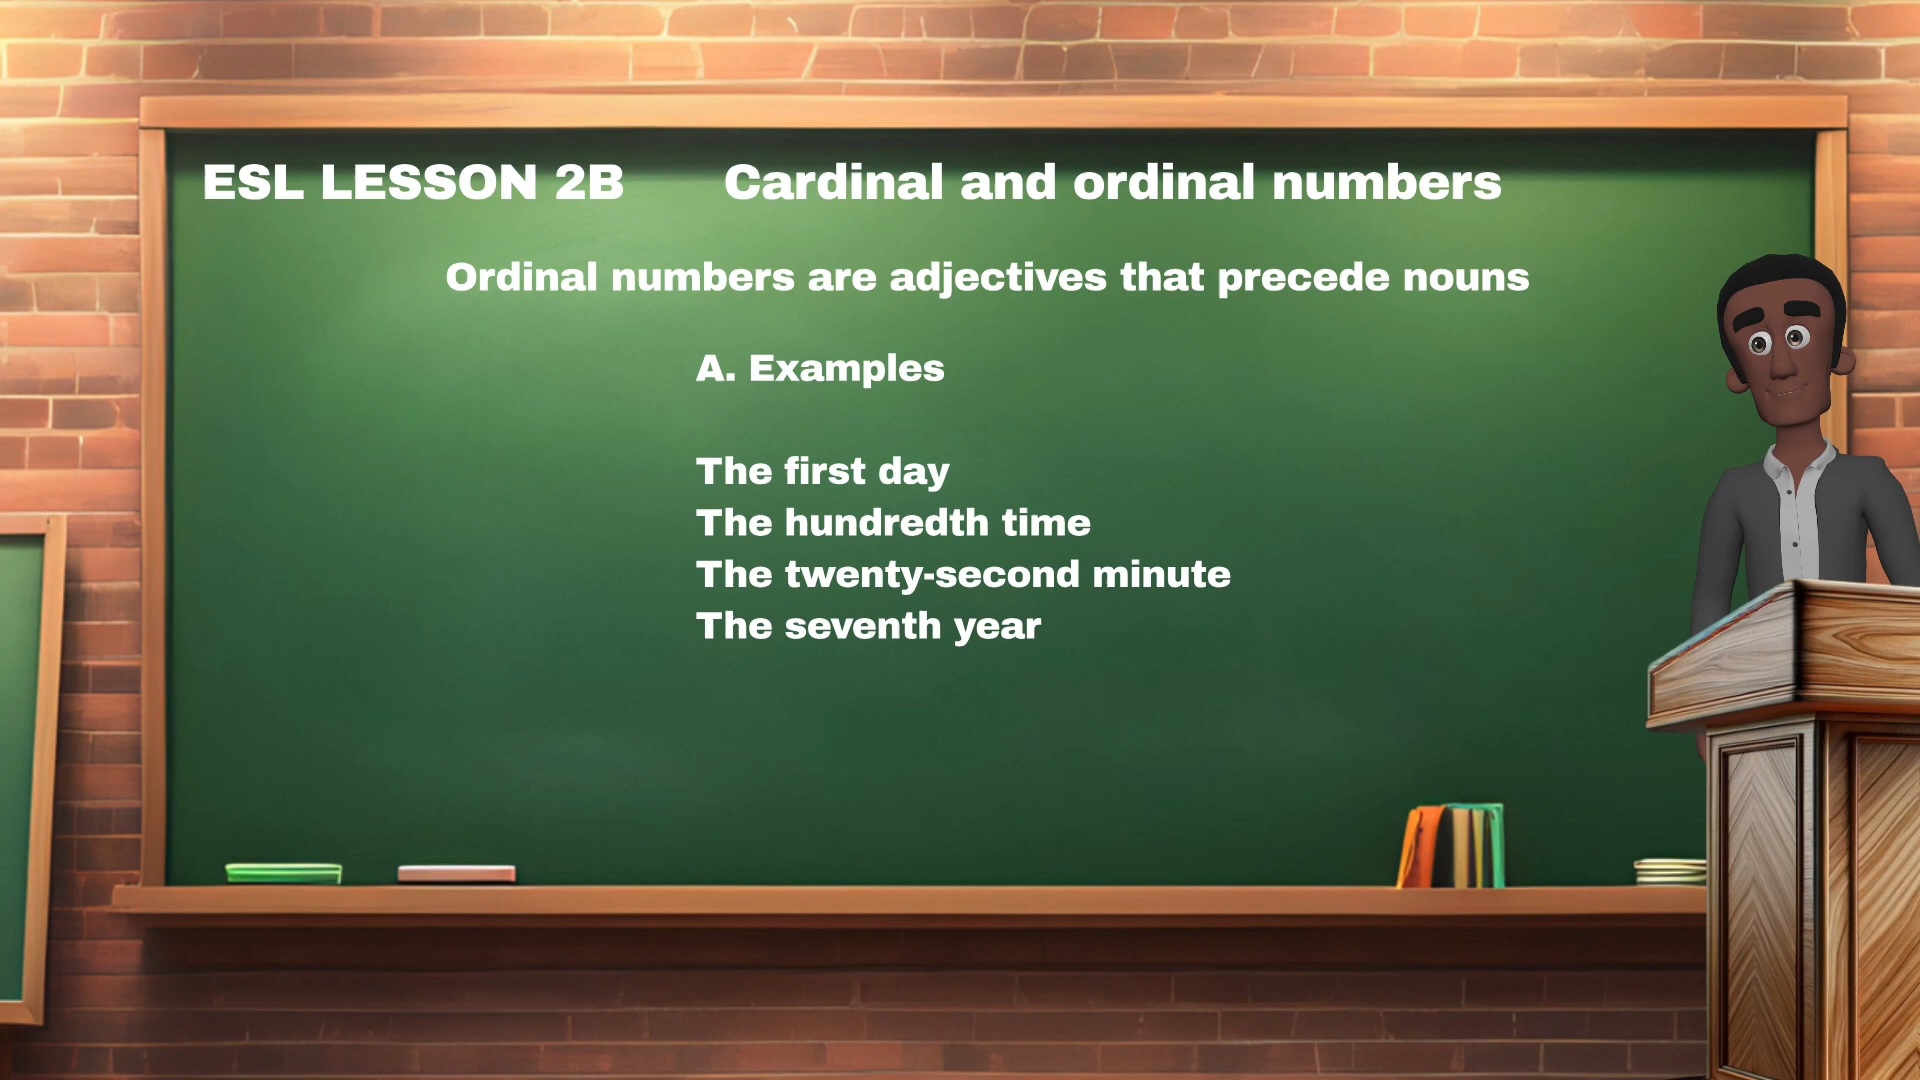 ESL LESSON 2B Cardinal and ordinal numbers
Ordinal numbers are adjectives that precede nouns
A. Examples
The first day
The hundredth time
The twenty-second minute
The seventh year